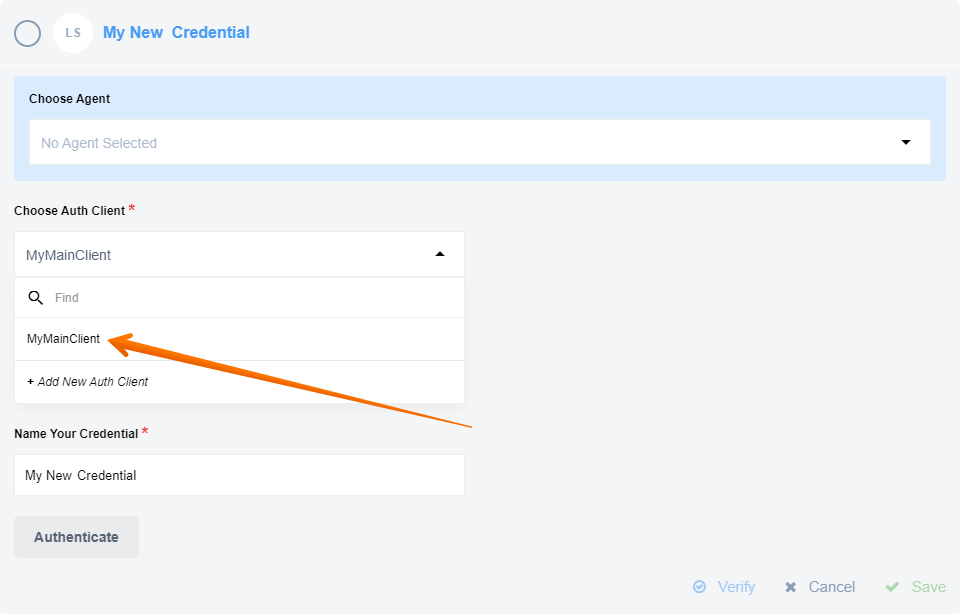 LS My New Credential
Choose Agent
No Agent Selected
Choose Auth Client *
MyMainClient
Find
MyMainClient
+ Add New Auth Client
Name Your Credential *
My New Credential
Authenticate
Verify Cancel Save